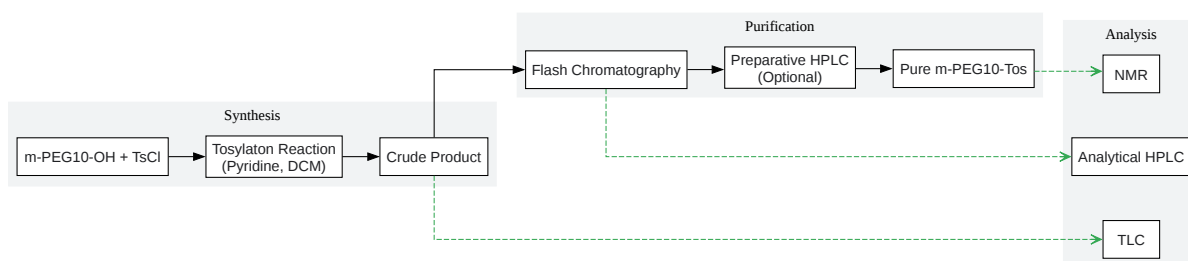 Synthesis
m-PEG10-OH + TsCl
Tosylaton Reaction
(Pyridine, DCM)
Crude Product
Purification
Flash Chromatography
Preparative HPLC
(Optional)
Pure m-PEG10-Tos
Analysis
NMR
Analytical HPLC
TLC